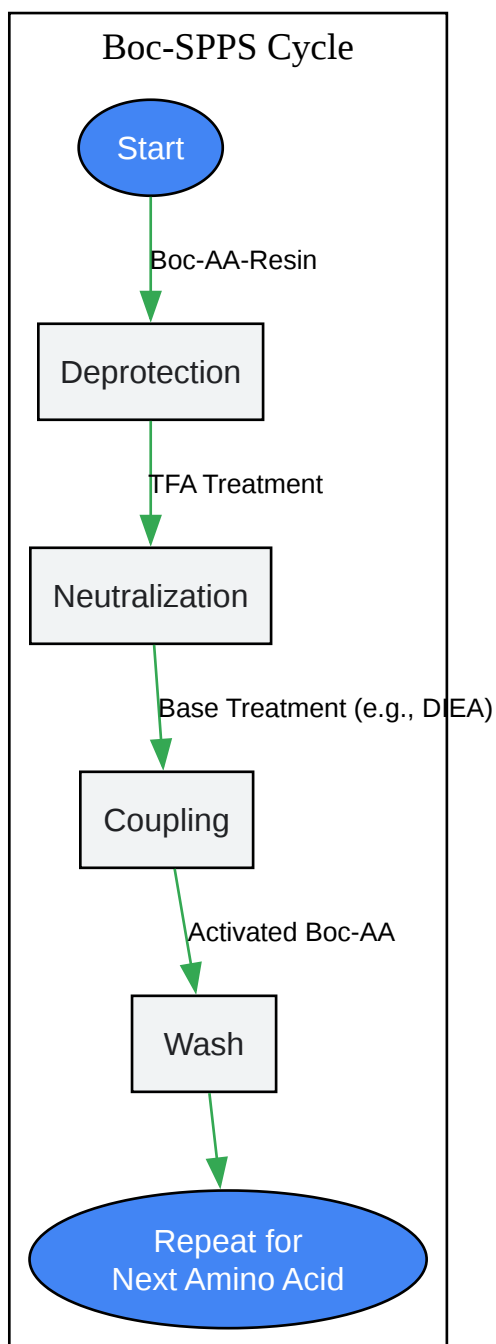 Boc-SPPS Cycle
Start
Boc-AA-Resin
Deprotection
TFA Treatment
Neutralization
Base Treatment (e.g., DIEA)
Coupling
Activated Boc-AA
Wash
Repeat for
Next Amino Acid